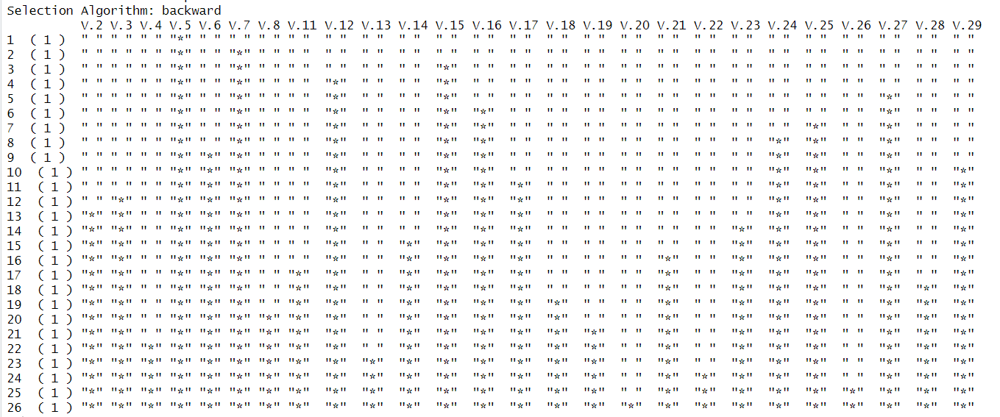 Selection Algorithm: backward
V.2 V.3 V.4 V.5 V.6 V.7 V.8 V.11 V.12 V.13 V.14 V.15 V.16 V.17 V.18 V.19 V.20 V.21 V.22 V.23 V.24 V.25 V.26 V.27 V.28 V.29
1 ( 1 ) " " " " " " "*" " " " " " " " " " " " " " " " " " " " " " " " " " " " " " " " " " " " " " " " " " " " "
2 ( 1 ) " " " " " " "*" " " "*" " " " " " " " " " " " " " " " " " " " " " " " " " " " " " " " " " " " " " " " "
3 ( 1 ) " " " " " " "*" " " "*" " " " " " " " " " " "*" " " " " " " " " " " " " " " " " " " " " " " " " " " " "
4 ( 1 ) " " " " " " "*" " " "*" " " " " "*" " " " " "*" " " " " " " " " " " " " " " " " " " " " " " " " " " " "
5 ( 1 ) " " " " " " "*" " " "*" " " " " "*" " " " " "*" " " " " " " " " " " " " " " " " " " " " " " "*" " " " "
6 ( 1 ) " " " " " " "*" " " "*" " " " " "*" " " " " "*" "*" " " " " " " " " " " " " " " " " " " " " "*" " " " "
7 ( 1 ) " " " " " " "*" " " "*" " " " " "*" " " " " "*" "*" " " " " " " " " " " " " " " " " "*" " " "*" " " " "
8 ( 1 ) " " " " " " "*" " " "*" " " " " "*" " " " " "*" "*" " " " " " " " " " " " " " " "*" "*" " " "*" " " " "
9 ( 1 ) " " " " " " "*" "*" "*" " " " " "*" " " " " "*" "*" " " " " " " " " " " " " " " "*" "*" " " "*" " " " "
10 ( 1 ) " " " " " " "*" "*" "*" " " " " "*" " " " " "*" "*" " " " " " " " " " " " " " " "*" "*" " " "*" " " "*"
11 ( 1 ) " " " " " " "*" "*" "*" " " " " "*" " " " " "*" "*" "*" " " " " " " " " " " " " "*" "*" " " "*" " " "*"
12 ( 1 ) " " "*" " " "*" "*" "*" " " " " "*" " " " " "*" "*" "*" " " " " " " " " " " " " "*" "*" " " "*" " " "*"
13 ( 1 ) "*" "*" " " "*" "*" "*" " " " " "*" " " " " "*" "*" "*" " " " " " " " " " " " " "*" "*" " " "*" " " "*"
14 ( 1 ) "*" "*" " " "*" "*" "*" " " " " "*" " " " " "*" "*" "*" " " " " " " " " " " "*" "*" "*" " " "*" " " "*"
15 ( 1 ) "*" "*" " " "*" "*" "*" " " " " "*" " " "*" "*" "*" "*" " " " " " " " " " " "*" "*" "*" " " "*" " " "*"
16 ( 1 ) "*" "*" " " "*" "*" "*" " " " " "*" " " "*" "*" "*" "*" " " " " " " "*" " " "*" "*" "*" " " "*" " " "*"
17 ( 1 ) "*" "*" " " "*" "*" "*" " " "*" "*" " " "*" "*" "*" "*" " " " " " " "*" " " "*" "*" "*" " " "*" " " "*"
18 ( 1 ) "*" "*" " " "*" "*" "*" " " "*" "*" " " "*" "*" "*" "*" " " " " " " "*" " " "*" "*" "*" " " "*" "*" "*"
19 ( 1 ) "*" "*" " " "*" "*" "*" " " "*" "*" " " "*" "*" "*" "*" "*" " " " " "*" " " "*" "*" "*" " " "*" "*" "*"
20 ( 1 ) "*" "*" " " "*" "*" "*" "*" "*" "*" " " "*" "*" "*" "*" "*" " " " " "*" " " "*" "*" "*" " " "*" "*" "*"
21 ( 1 ) "*" "*" " " "*" "*" "*" "*" "*" "*" " " "*" "*" "*" "*" "*" "*" " " "*" " " "*" "*" "*" " " "*" "*" "*"
22 ( 1 ) "*" "*" "*" "*" "*" "*" "*" "*" "*" " " "*" "*" "*" "*" "*" "*" " " "*" " " "*" "*" "*" " " "*" "*" "*"
23 ( 1 ) "*" "*" "*" "*" "*" "*" "*" "*" "*" "*" "*" "*" "*" "*" "*" "*" " " "*" " " "*" "*" "*" " " "*" "*" "*"
24 ( 1 ) "*" "*" "*" "*" "*" "*" "*" "*" "*" "*" "*" "*" "*" "*" "*" "*" " " "*" "*" "*" "*" "*" " " "*" "*" "*"
25 ( 1 ) "*" "*" "*" "*" "*" "*" "*" "*" "*" "*" "*" "*" "*" "*" "*" "*" " " "*" "*" "*" "*" "*" "*" "*" "*" "*"
26 ( 1 ) "*" "*" "*" "*" "*" "*" "*" "*" "*" "*" "*" "*" "*" "*" "*" "*" "*" "*" "*" "*" "*" "*" "*" "*" "*" "*"